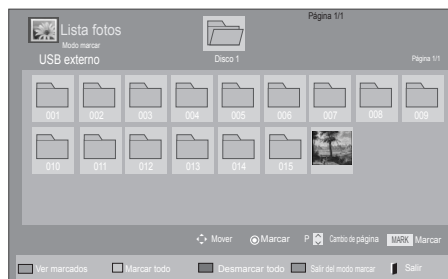 Página 1/1
Lista fotos
Modo marcar
USB externo
Disco 1
Página 1/1
001 002 003 004 005 006 007 008 009
010 011 012 013 014 015
Mover Marcar P Cambio de página MARK Marcar
Ver marcados Marcar todo Desmarcar todo Salir del modo marcar Salir